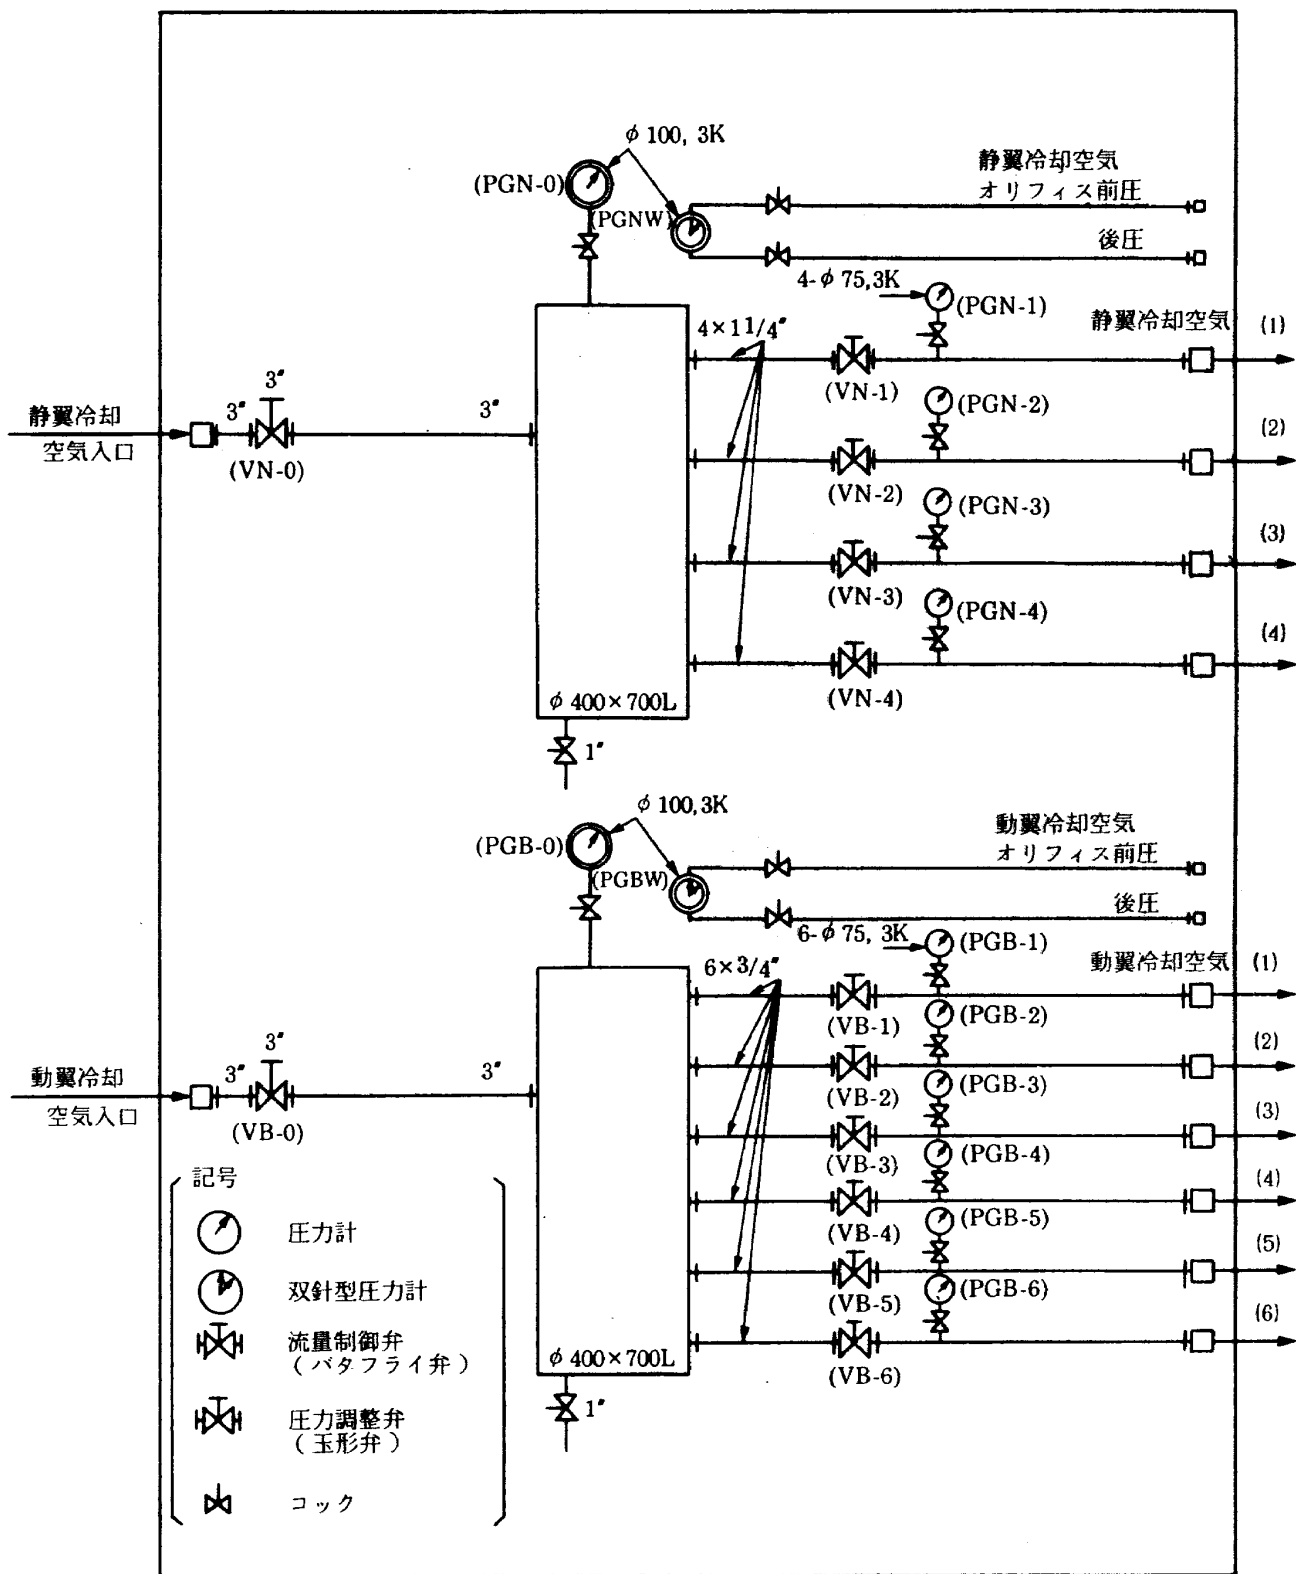 φ 100, 3K
(PGN-0)
(PGNW)
静翼冷却空気
オリフィス前圧
後圧
4-φ 75,3K
(PGN-1)
静翼冷却空気
(1)
4×1 1/4"
(VN-1)
(PGN-2)
(2)
3"
3"
3"
静翼冷却
空気入口
(VN-0)
(VN-2)
(PGN-3)
(3)
(VN-3)
(PGN-4)
(4)
(VN-4)
φ 400×700L
1"
φ 100,3K
(PGB-0)
(PGBW)
動翼冷却空気
オリフィス前圧
後圧
6-φ 75, 3K
(PGB-1)
動翼冷却空気
(1)
6×3/4"
(VB-1)
(PGB-2)
(2)
3"
3"
3"
動翼冷却
空気入口
(VB-0)
(VB-2)
(PGB-3)
(3)
(VB-3)
(PGB-4)
(4)
(VB-4)
(PGB-5)
(5)
(VB-5)
(PGB-6)
(6)
(VB-6)
φ 400×700L
1"
記号
圧力計
双針型圧力計
流量制御弁
(バタフライ弁)
圧力調整弁
(玉形弁)
コック